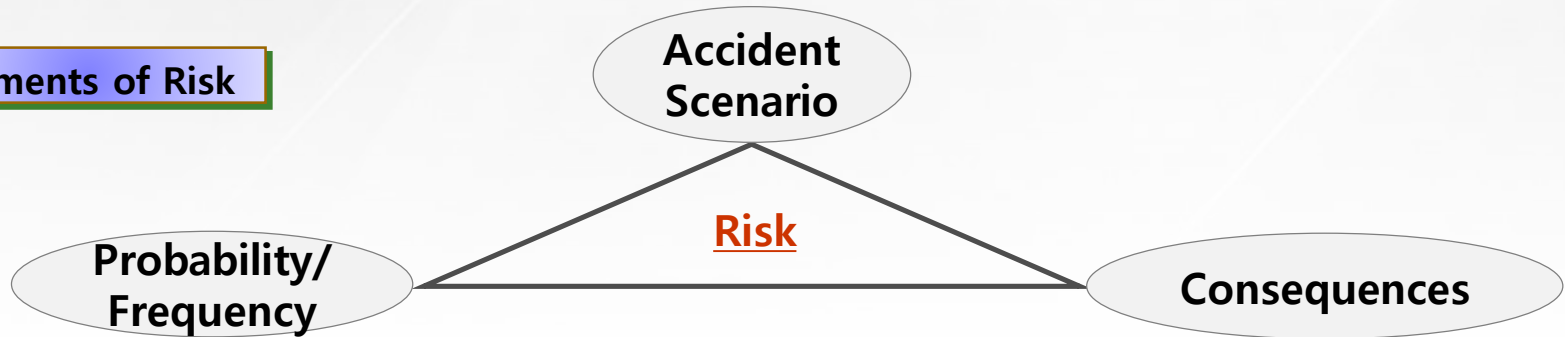 Accident
Scenario
ments of Risk
Risk
Probability/
Frequency
Consequences